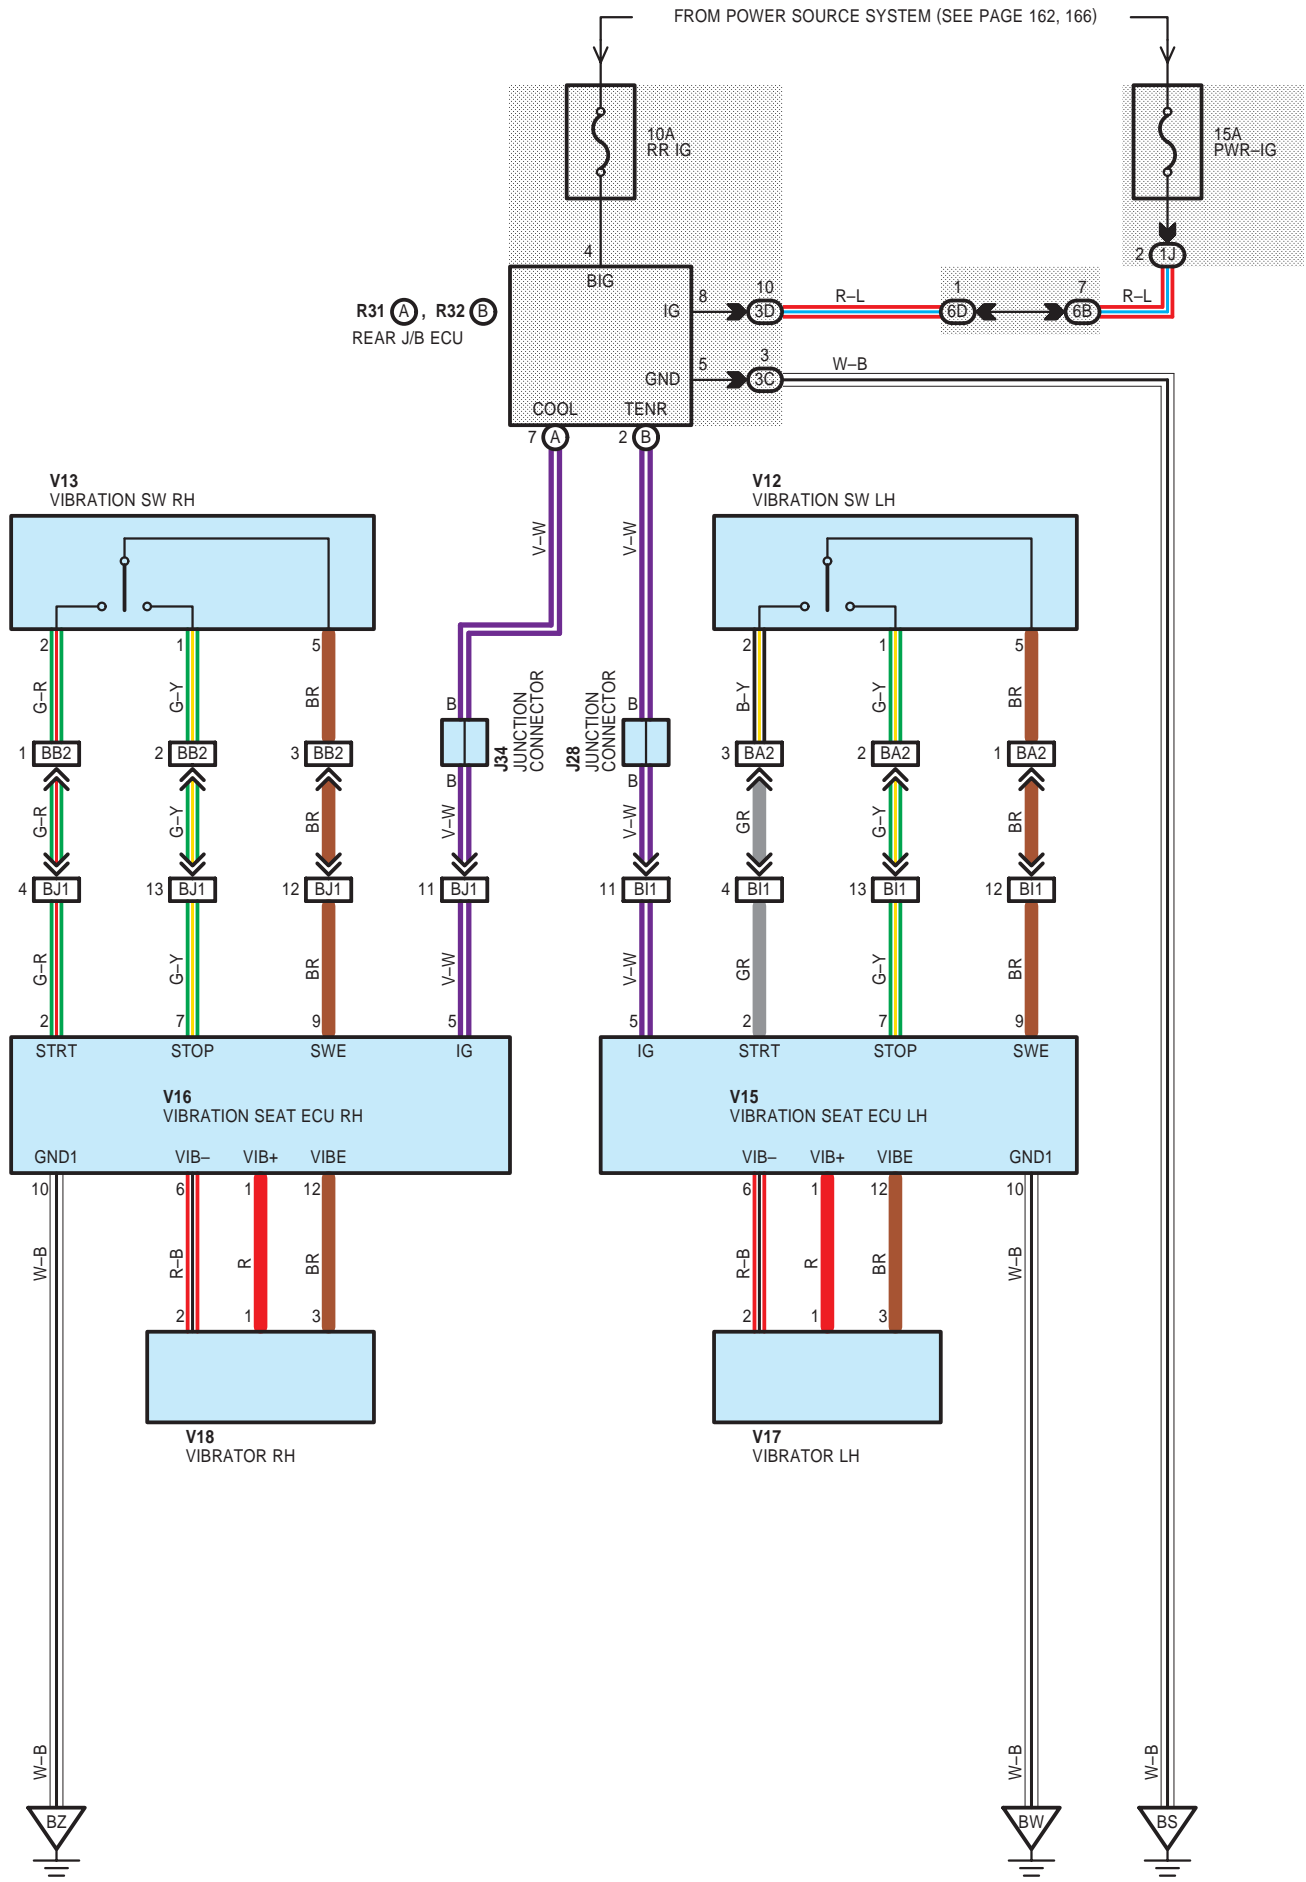 FROM POWER SOURCE SYSTEM (SEE PAGE 162, 166)
10A
RR IG
15A
PWR–IG
4
2 1J
BIG
R31 A , R32 B
REAR J/B ECU
8
IG
10
3D
R–L
1
6D
7
6B
R–L
5
GND
3
3C
W–B
COOL
TENR
7 A
2 B
V13
VIBRATION SW RH
V12
VIBRATION SW LH
V–W
V–W
2
1
5
2
1
5
G–R
G–Y
BR
B–Y
G–Y
BR
B
J34
JUNCTION
CONNECTOR
B
B
J28
JUNCTION
CONNECTOR
B
1 BB2
2 BB2
3 BB2
3 BA2
2 BA2
1 BA2
G–R
G–Y
BR
V–W
V–W
GR
G–Y
BR
4 BJ1
13 BJ1
12 BJ1
11 BJ1
11 BI1
4 BI1
13 BI1
12 BI1
G–R
G–Y
BR
V–W
V–W
GR
G–Y
BR
2
7
9
5
5
2
7
9
STRT
STOP
SWE
IG
IG
STRT
STOP
SWE
V16
VIBRATION SEAT ECU RH
V15
VIBRATION SEAT ECU LH
GND1
VIB–
VIB+
VIBE
VIB–
VIB+
VIBE
GND1
10
6
1
12
6
1
12
10
W–B
R–B
R
BR
R–B
R
BR
W–B
2
1
3
2
1
3
V18
VIBRATOR RH
V17
VIBRATOR LH
W–B
W–B
W–B
BZ
BW
BS